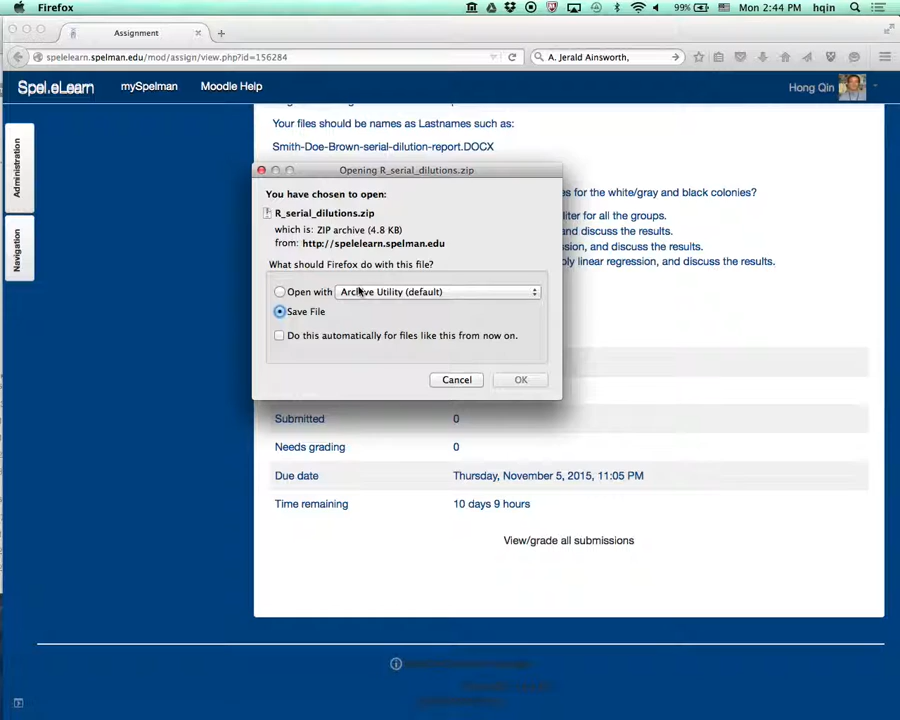 Firefox
99%
Mon 2:44 PM hqin
Assignment
spelelearn.spelman.edu/mod/assign/view.php?id=156284
A. Jerald Ainsworth,
Spel.eLearn
mySpelman
Moodle Help
Hong Qin
Administration
Navigation
Your files should be names as Lastnames such as:
Smith-Doe-Brown-serial-dilution-report.DOCX
es for the white/gray and black colonies?
liter for all the groups.
and discuss the results.
sion, and discuss the results.
ply linear regression, and discuss the results.
Opening R_serial_dilutions.zip
You have chosen to open:
R_serial_dilutions.zip
which is: ZIP archive (4.8 KB)
from: http://spelelearn.spelman.edu
What should Firefox do with this file?
Open with
Archive Utility (default)
Save File
Do this automatically for files like this from now on.
Cancel
OK
Submitted 0
Needs grading 0
Due date Thursday, November 5, 2015, 11:05 PM
Time remaining 10 days 9 hours
View/grade all submissions